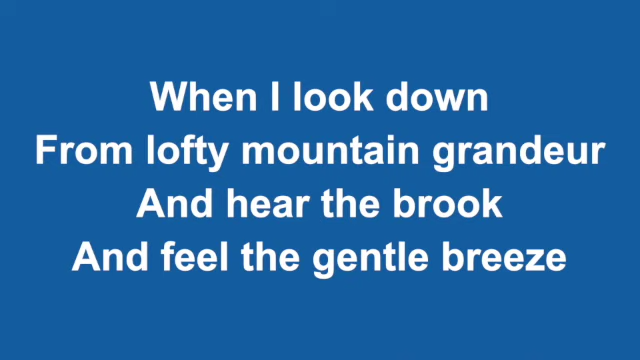 When I look down
From lofty mountain grandeur
And hear the brook
And feel the gentle breeze